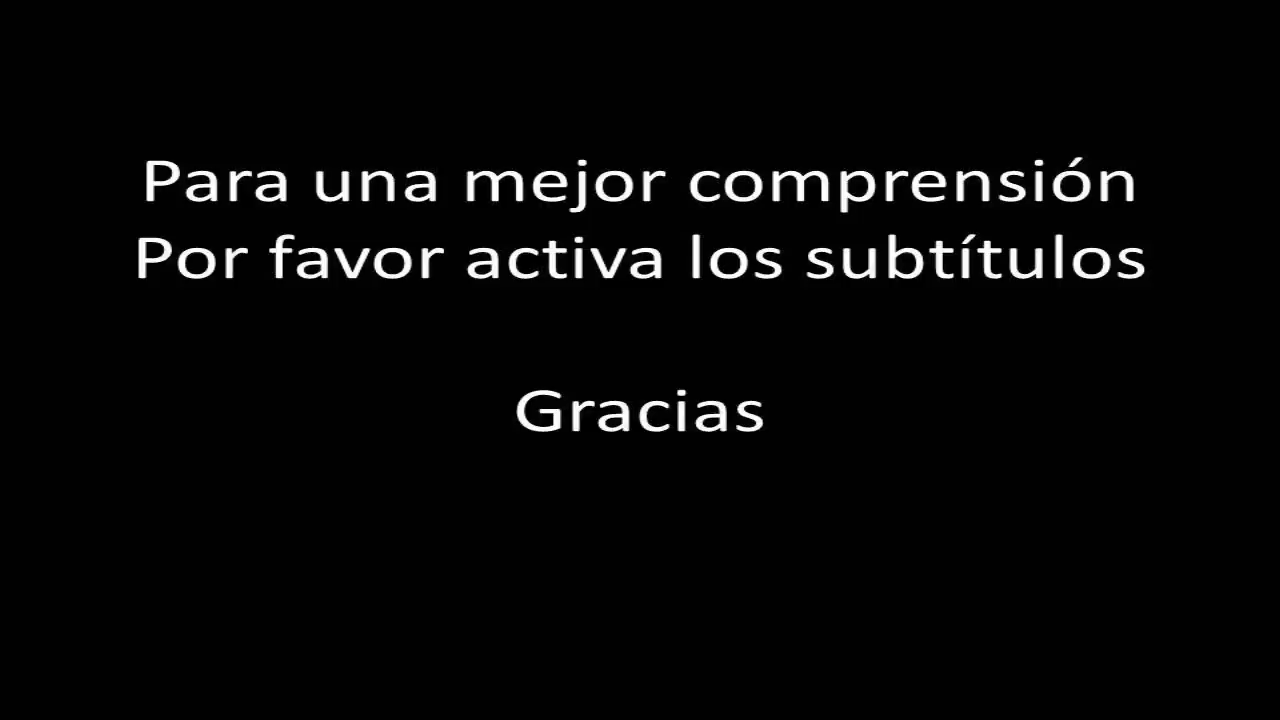 Para una mejor comprensión
Por favor activa los subtítulos
Gracias